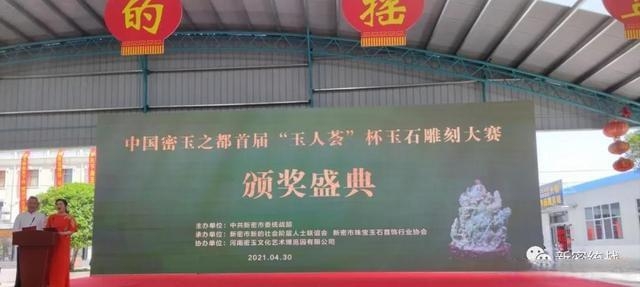 的
摇
中国密玉之都首届“玉人荟”杯玉石雕刻大赛
颁奖盛典
主办单位：中共新密市委统战部
承办单位：新密市新的社会阶层人士联谊会 新密市珠宝玉石首饰行业协会
协办单位：河南密玉文化艺术博览园有限公司
2021.04.30
新密统战